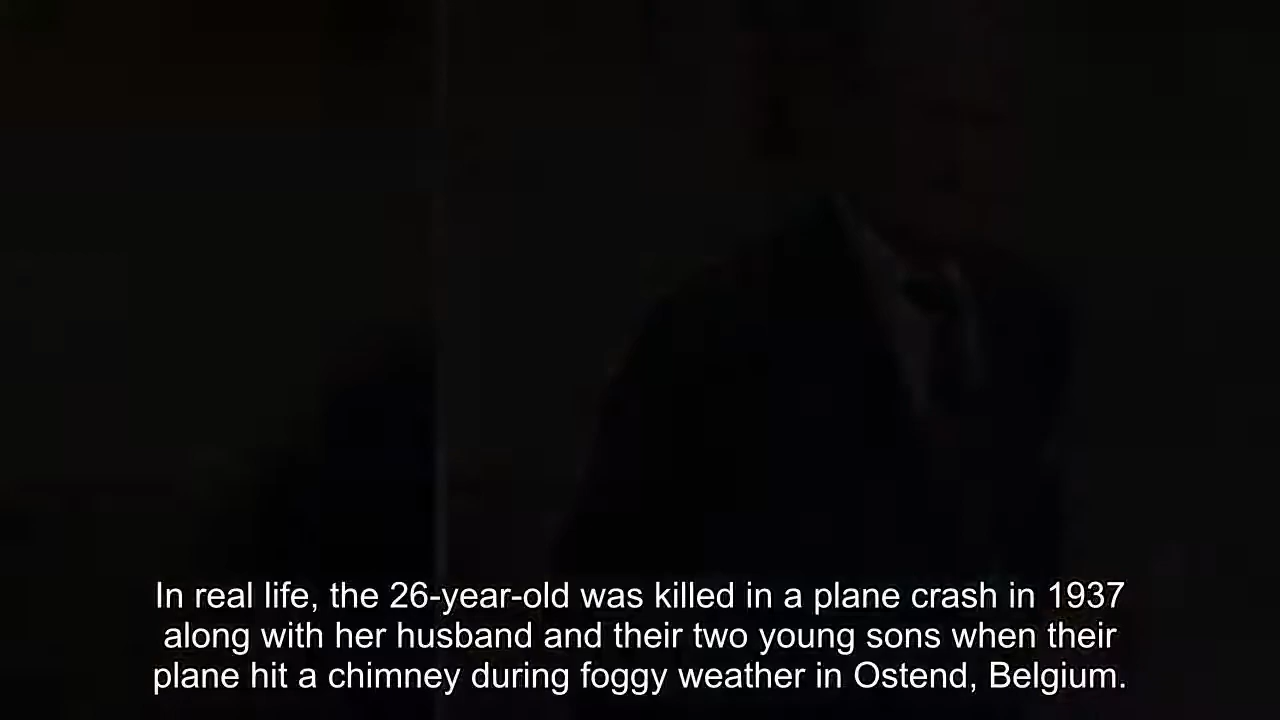 In real life, the 26-year-old was killed in a plane crash in 1937
along with her husband and their two young sons when their
plane hit a chimney during foggy weather in Ostend, Belgium.